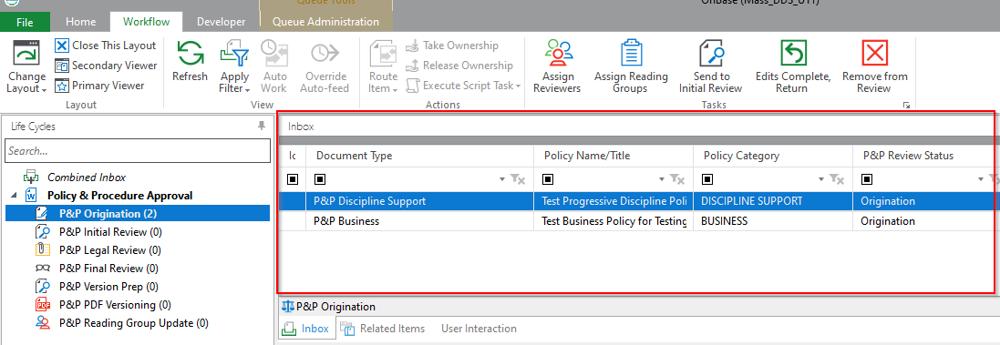 Queue Tools
OnBase (Mass_DDS_UTT)
File
Home
Workflow
Developer
Queue Administration
Change Layout
Close This Layout
Secondary Viewer
Primary Viewer
Layout
Refresh
Apply Filter
Auto Work
Override Auto-feed
View
Route Item
Take Ownership
Release Ownership
Execute Script Task
Actions
Assign Reviewers
Assign Reading Groups
Send to Initial Review
Edits Complete, Return
Remove from Review
Tasks
Life Cycles
Search...
Combined Inbox
Policy & Procedure Approval
P&P Origination (2)
P&P Initial Review (0)
P&P Legal Review (0)
P&P Final Review (0)
P&P Version Prep (0)
P&P PDF Versioning (0)
P&P Reading Group Update (0)
Inbox
Ic Document Type Policy Name/Title Policy Category P&P Review Status
P&P Discipline Support Test Progressive Discipline Poli DISCIPLINE SUPPORT Origination
P&P Business Test Business Policy for Testing BUSINESS Origination
P&P Origination
Inbox Related Items User Interaction